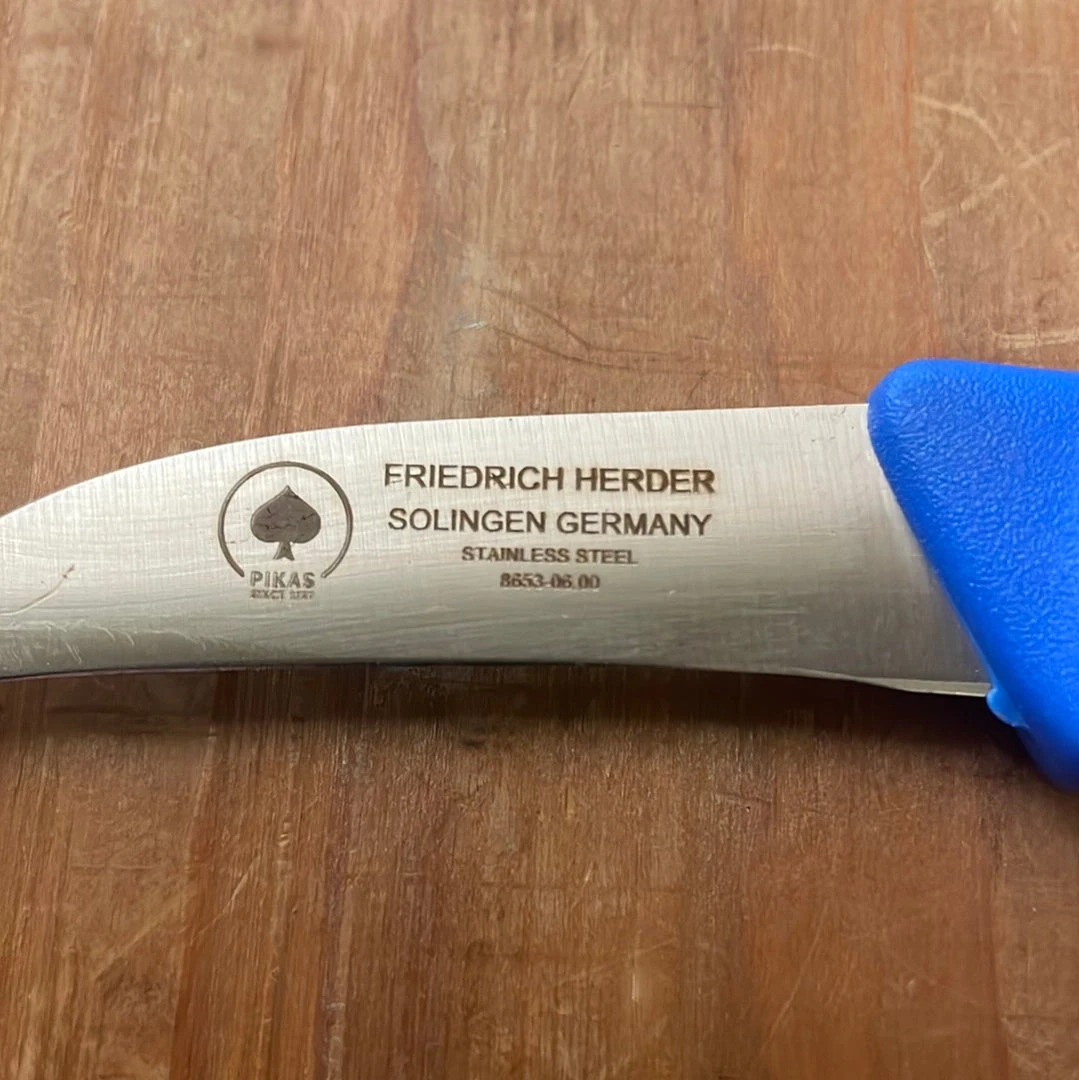 PIKAS
FRIEDRICH HERDER
SOLINGEN GERMANY
STAINLESS STEEL
8653-06.00